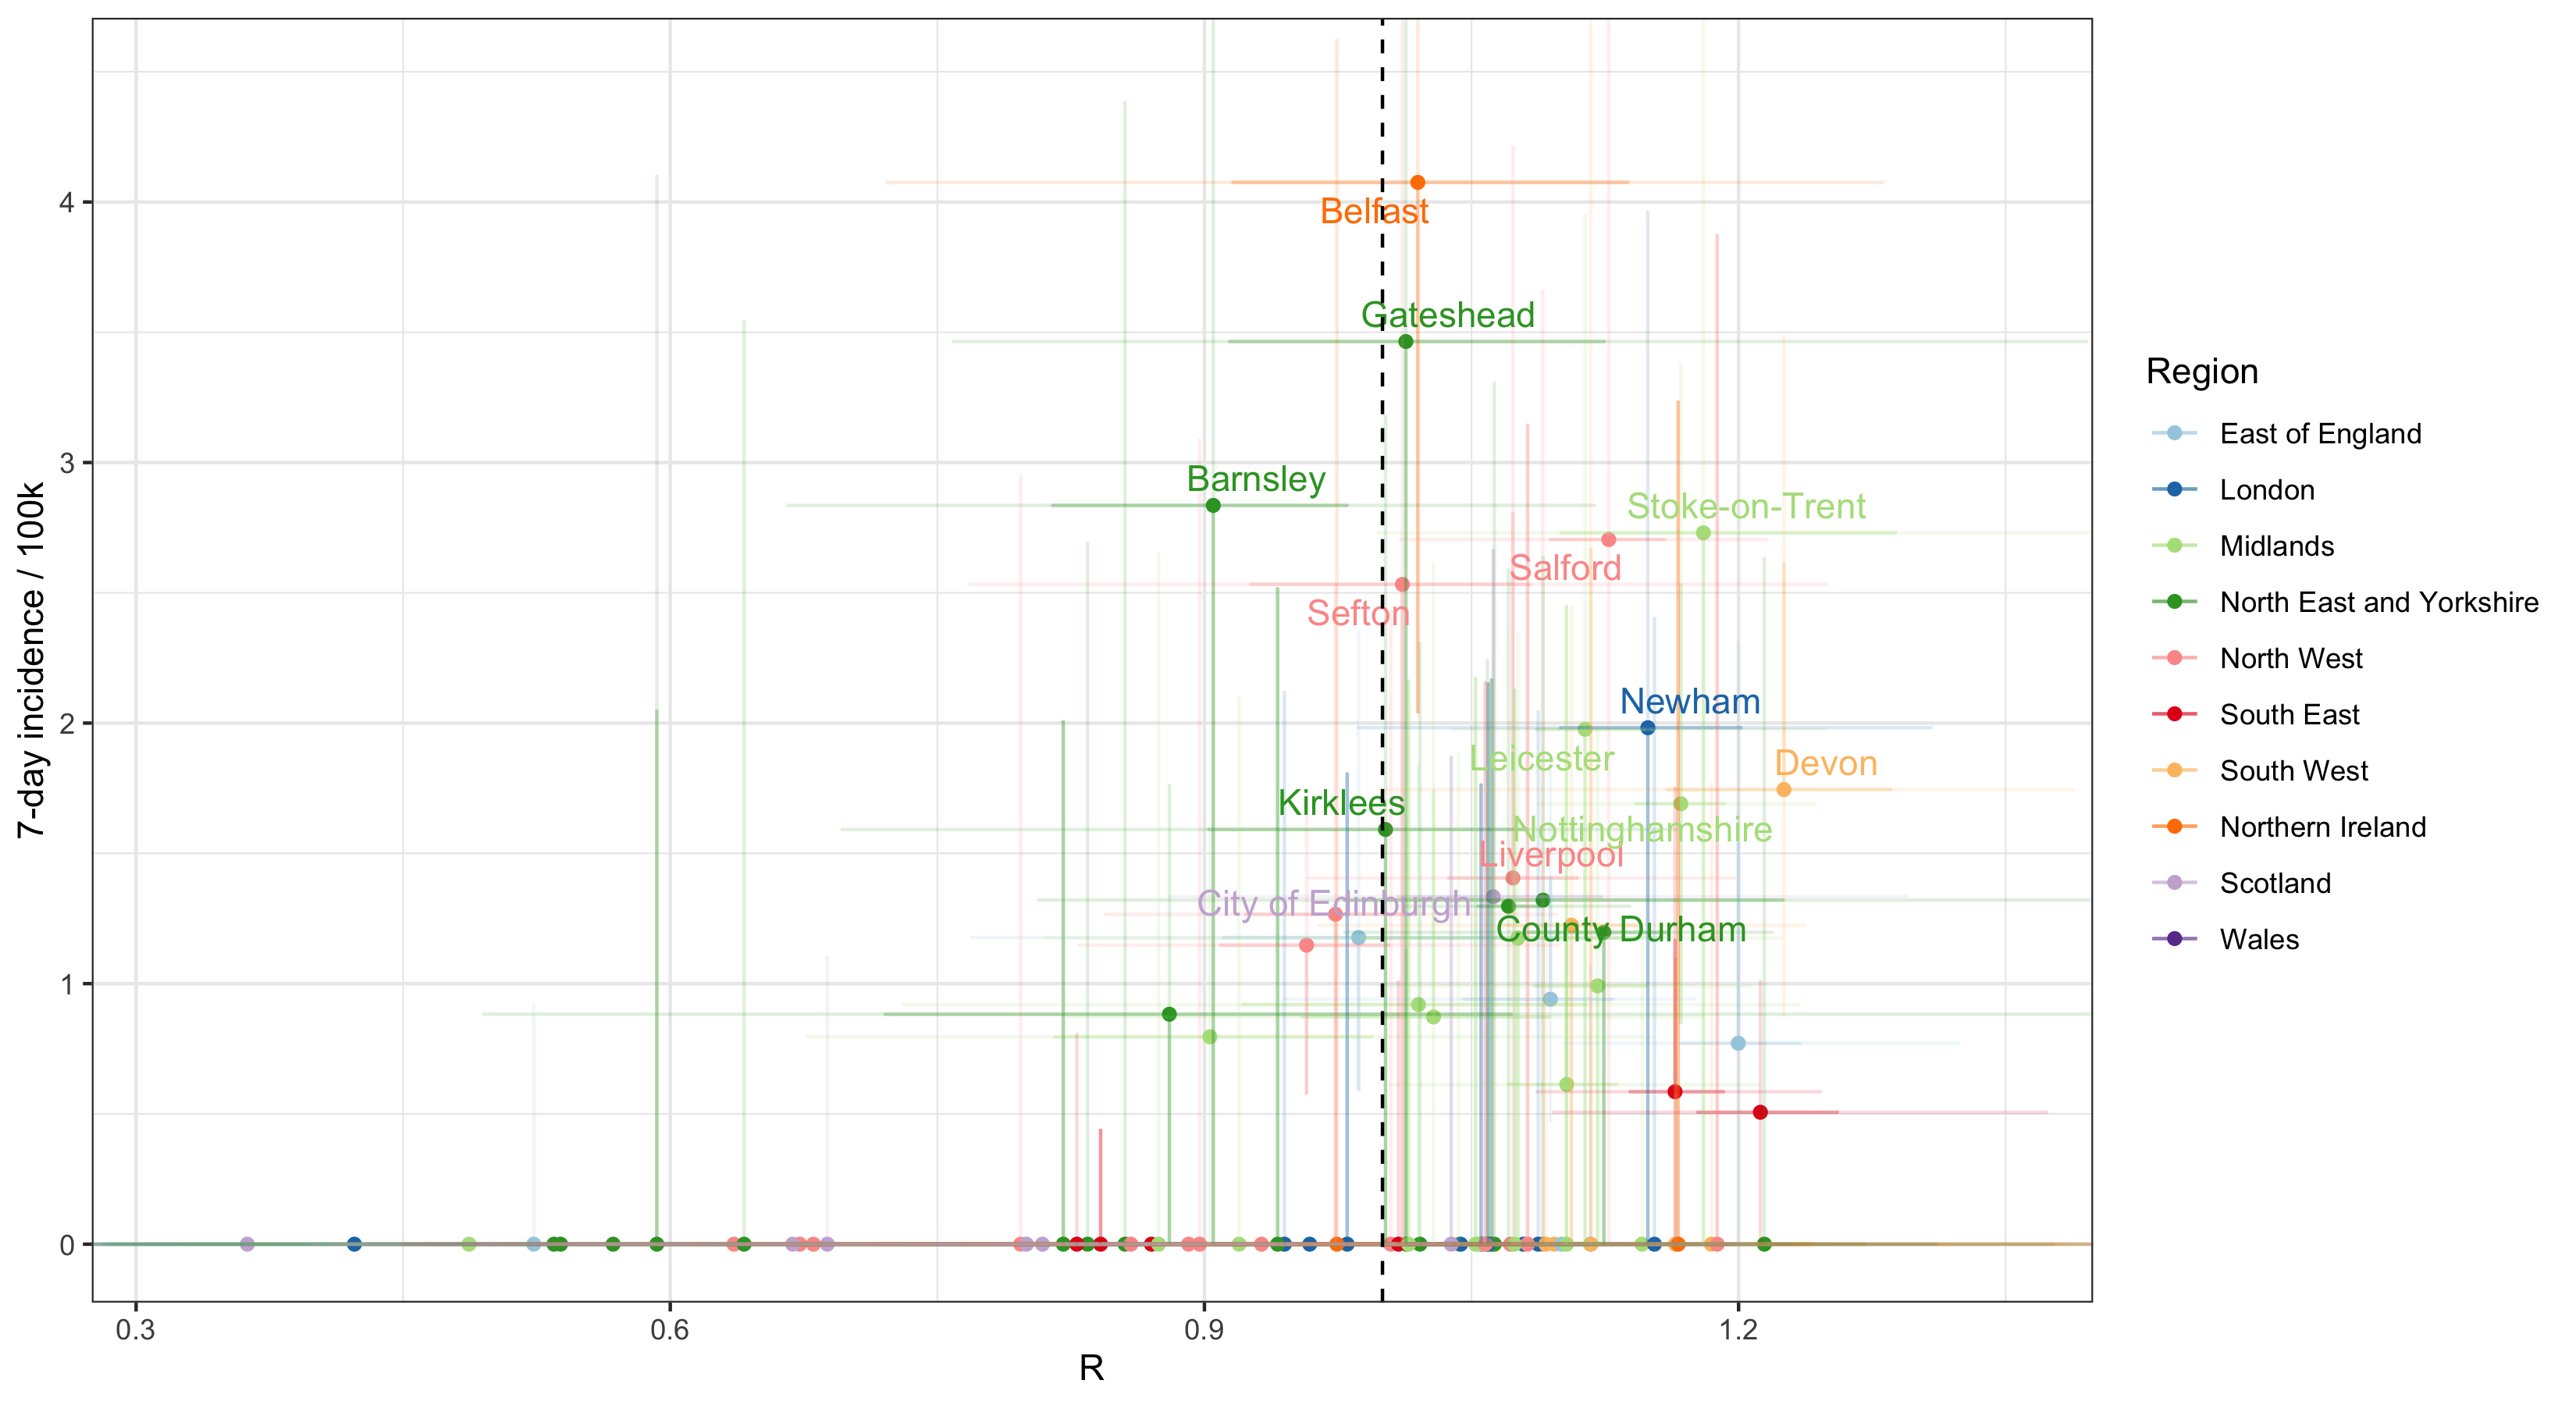 4
Belfast
Gateshead
3
Barnsley
Stoke-on-Trent
Salford
Sefton
2
Newham
Leicester
Devon
Kirklees
Nottinghamshire
Liverpool
City of Edinburgh
County Durham
1
0
0.3
0.6
0.9
1.2
R
7-day incidence / 100k
Region
East of England
London
Midlands
North East and Yorkshire
North West
South East
South West
Northern Ireland
Scotland
Wales